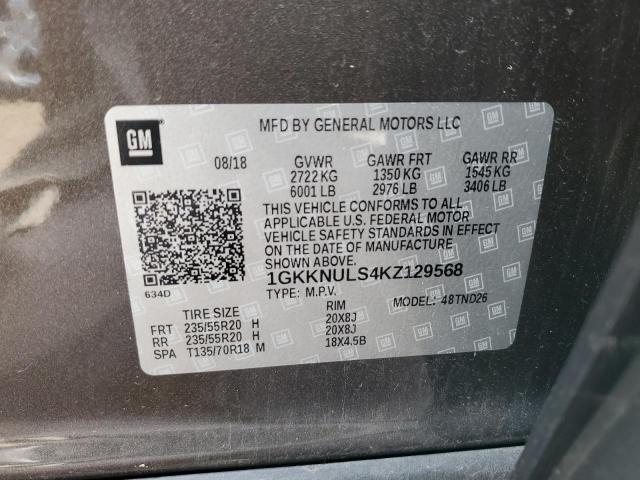 GM
MFD BY GENERAL MOTORS LLC
08/18 GVWR GAWR FRT GAWR RR
2722 KG 1350 KG 1545 KG
6001 LB 2976 LB 3406 LB
THIS VEHICLE CONFORMS TO ALL
APPLICABLE U.S. FEDERAL MOTOR
VEHICLE SAFETY STANDARDS IN EFFECT
ON THE DATE OF MANUFACTURE
SHOWN ABOVE.
1GKKNULS4KZ129568
634D
TYPE: M.P.V. MODEL: 48TND26
TIRE SIZE RIM
FRT 235/55R20 H 20X8J
RR 235/55R20 H 20X8J
SPA T135/70R18 M 18X4.5B